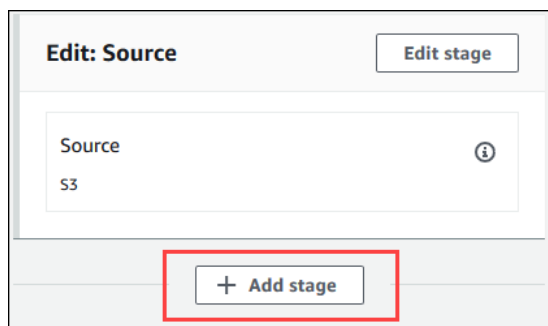 Edit: Source
Edit stage
Source
S3
+ Add stage